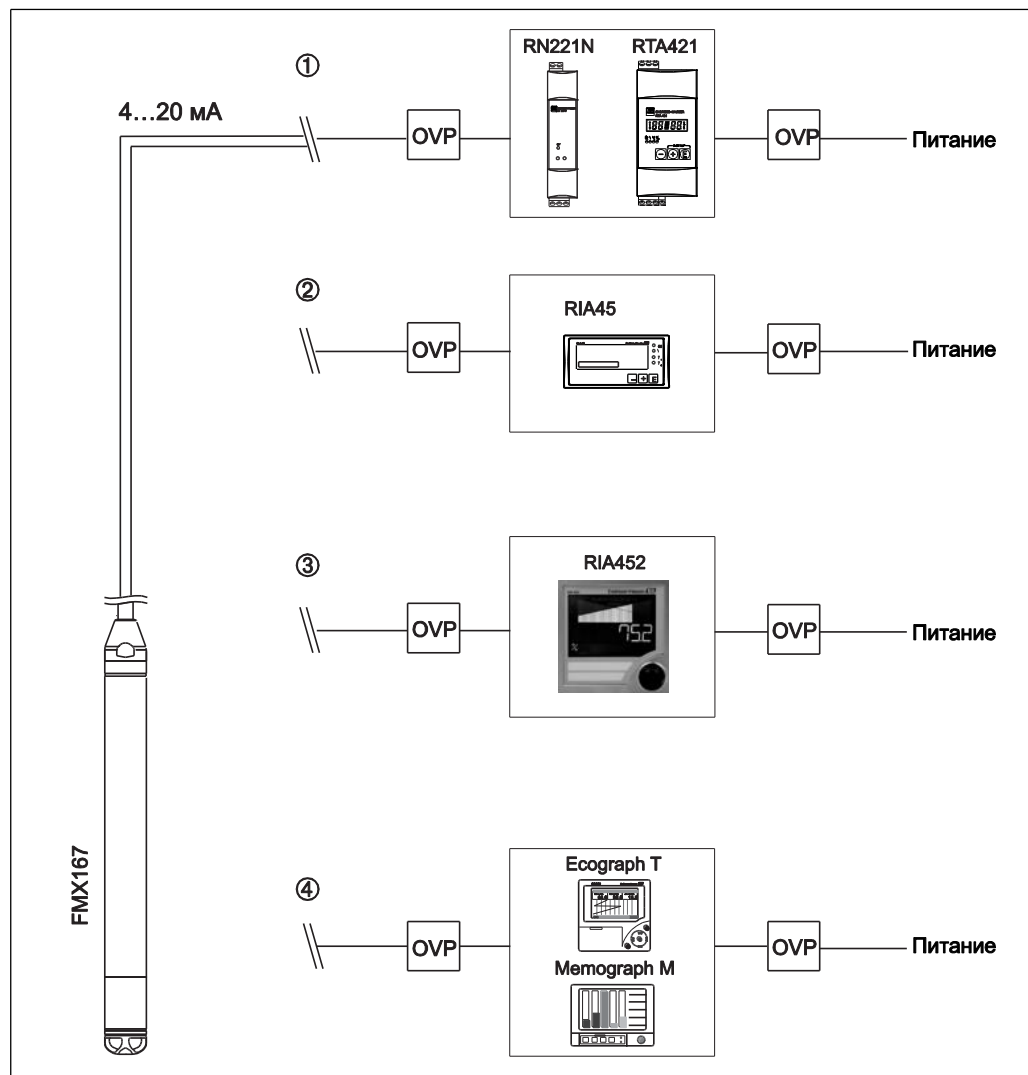 ①
RN221N RTA421
4...20 мА
OVP
OVP
Питание
②
RIA45
OVP
OVP
Питание
③
RIA452
75.2
%
OVP
OVP
Питание
FMX167
④
Ecograph T
OVP
OVP
Питание
Memograph M